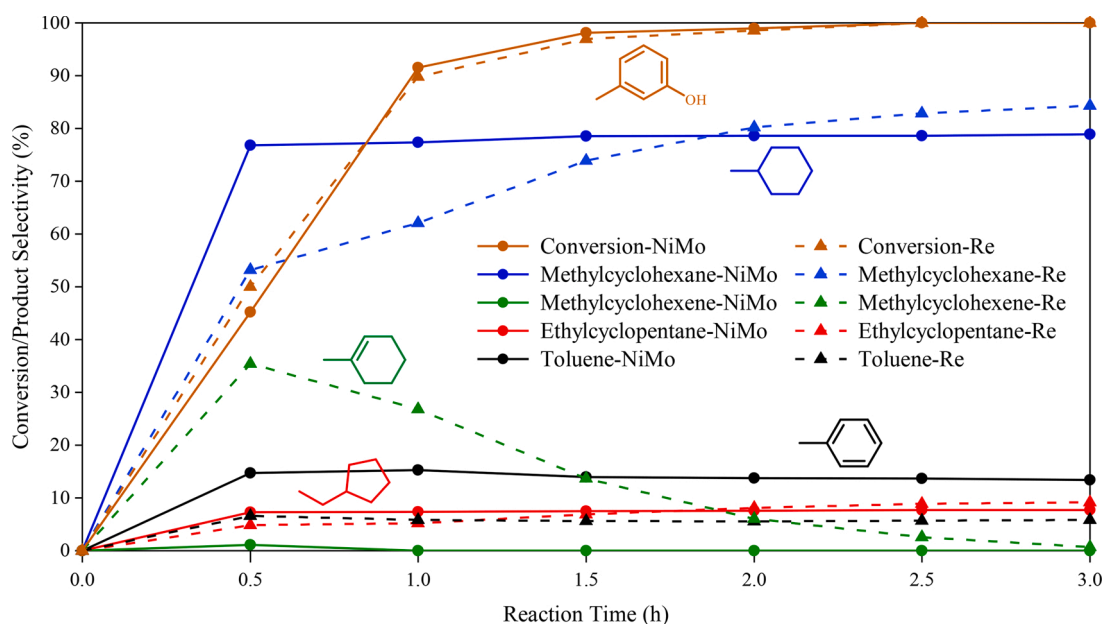 100
90
80
70
60
50
40
30
20
10
0
Conversion/Product Selectivity (%)
OH
Conversion-NiMo
Methylcyclohexane-NiMo
Methylcyclohexene-NiMo
Ethylcyclopentane-NiMo
Toluene-NiMo
Conversion-Re
Methylcyclohexane-Re
Methylcyclohexene-Re
Ethylcyclopentane-Re
Toluene-Re
0.0 0.5 1.0 1.5 2.0 2.5 3.0
Reaction Time (h)